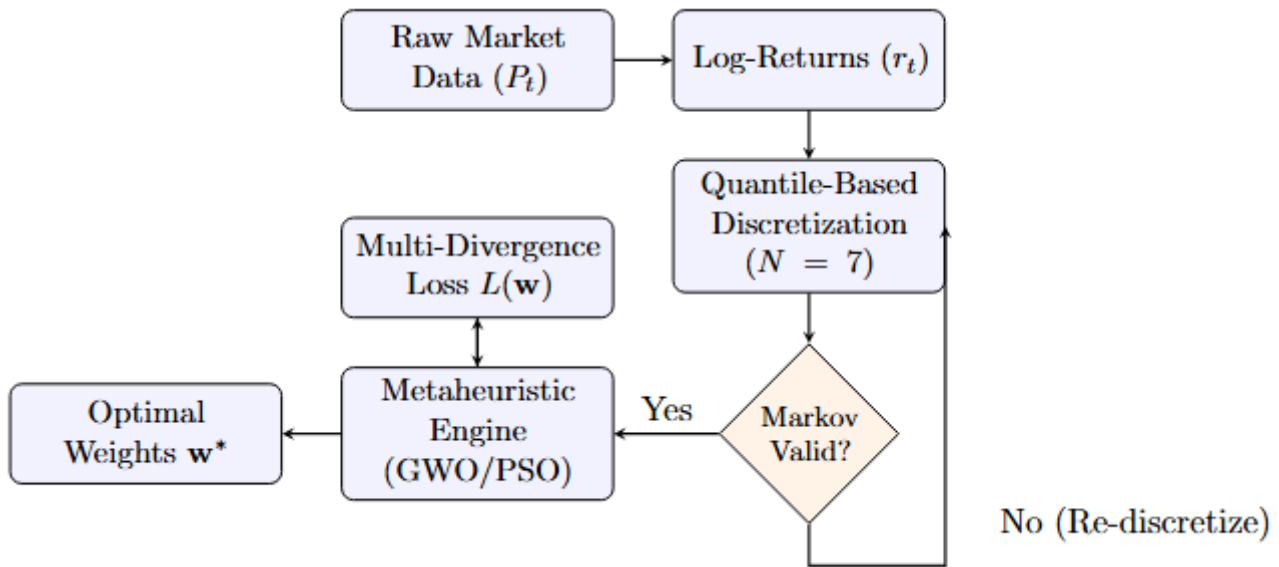 Raw Market
Data (P_t)
Log-Returns (r_t)
Quantile-Based
Discretization
(N = 7)
Multi-Divergence
Loss L(w)
Metaheuristic
Engine
(GWO/PSO)
Optimal
Weights w*
Yes
Markov
Valid?
No (Re-discretize)